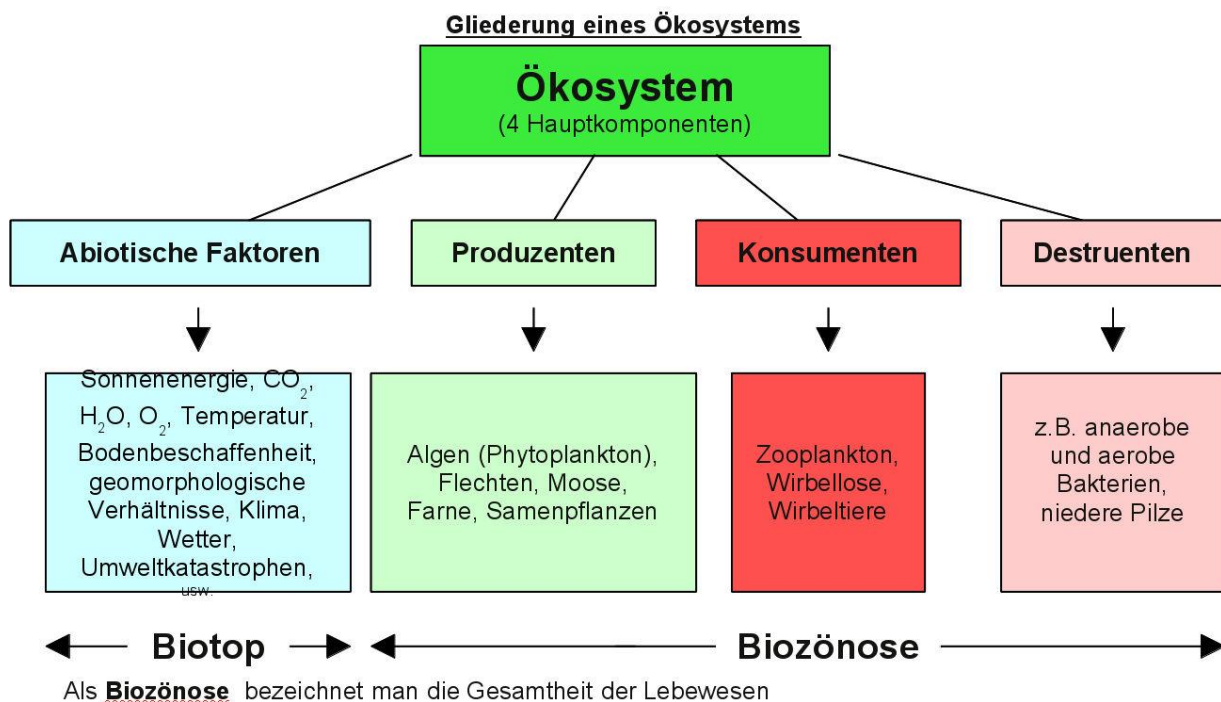 Gliederung eines Ökosystems
Ökosystem
(4 Hauptkomponenten)
Abiotische Faktoren
Produzenten
Konsumenten
Destruenten
Sonnenenergie, CO₂,
H₂O, O₂, Temperatur,
Bodenbeschaffenheit,
geomorphologische
Verhältnisse, Klima,
Wetter,
Umweltkatastrophen,
usw.
Algen (Phytoplankton),
Flechten, Moose,
Farne, Samenpflanzen
Zooplankton,
Wirbellose,
Wirbeltiere
z.B. anaerobe
und aerobe
Bakterien,
niedere Pilze
Biotop
Biozönose
Als Biozönose bezeichnet man die Gesamtheit der Lebewesen